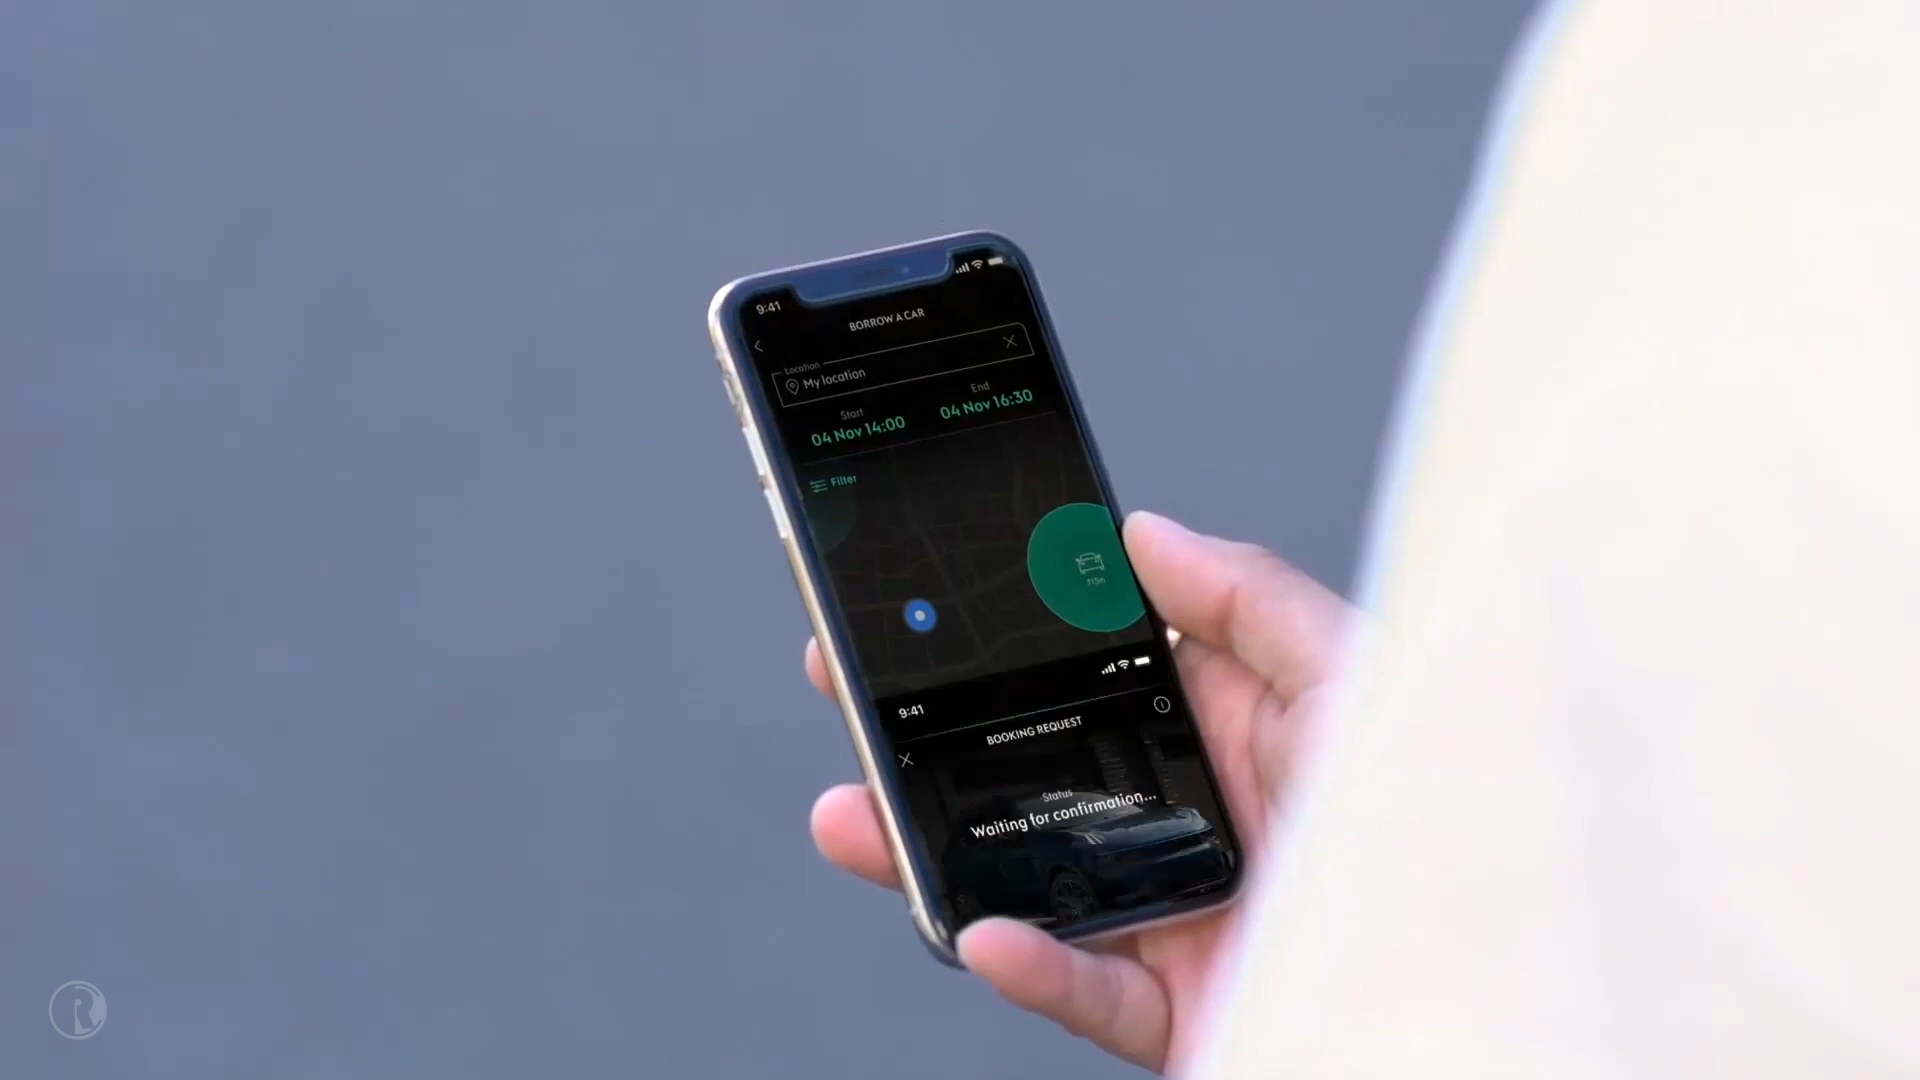 9:41
BORROW A CAR
Location
My location
Start
04 Nov 14:00
End
04 Nov 16:30
Filter
715m
9:41
BOOKING REQUEST
Status
Waiting for confirmation...
R